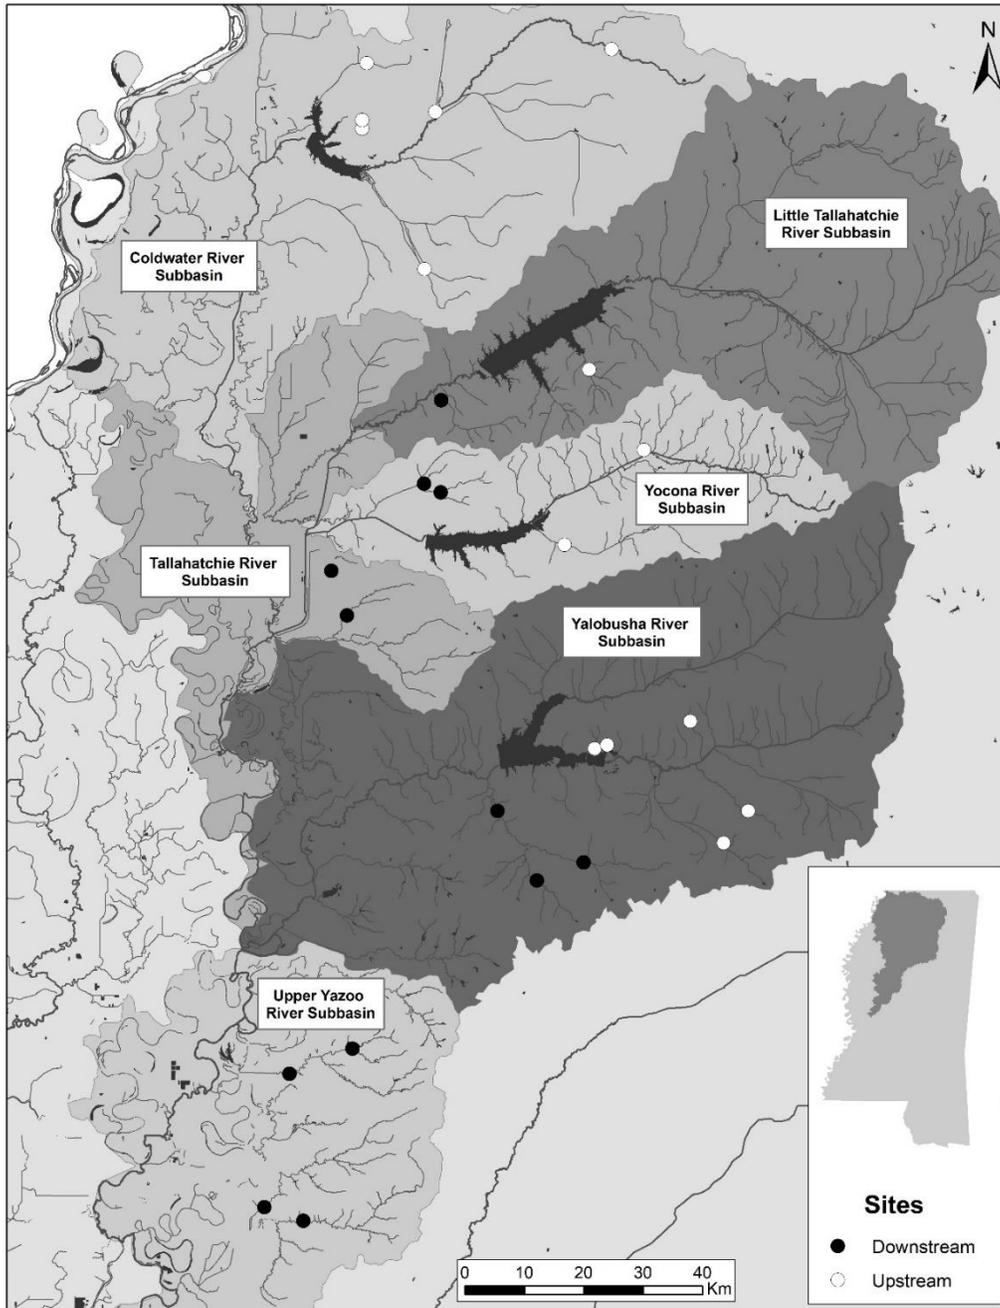 N
Little Tallahatchie
River Subbasin
Coldwater River
Subbasin
Yocona River
Subbasin
Tallahatchie River
Subbasin
Yalobusha River
Subbasin
Upper Yazoo
River Subbasin
Sites
Downstream
Upstream
0 10 20 30 40
Km